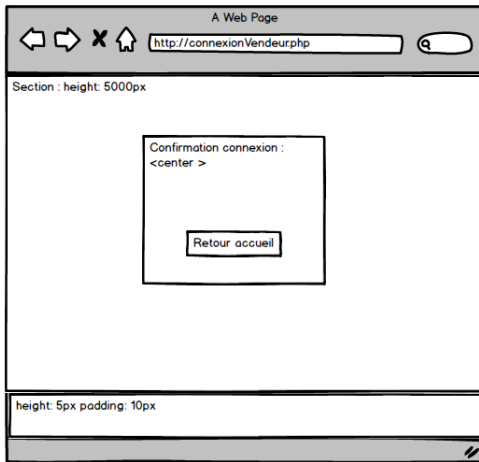 A Web Page
http://connexionVendeur.php
Section : height: 5000px
Confirmation connexion :
<center >
Retour accueil
height: 5px padding: 10px